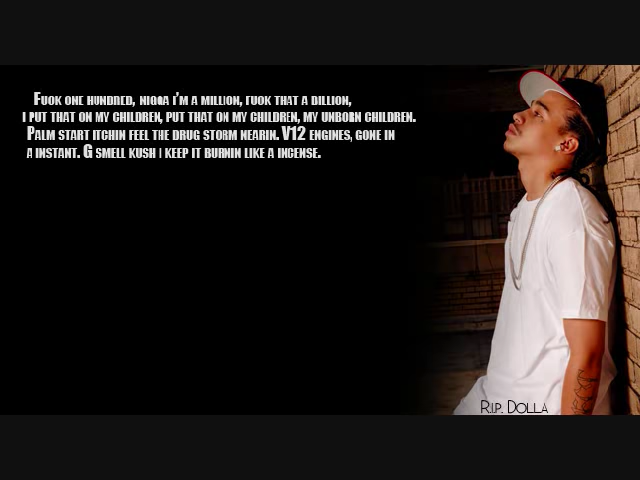 Fuck one hundred, nigga i'm a million, fuck that a billion,
i put that on my children, put that on my children, my unborn children.
Palm start itchin feel the drug storm nearin. V12 engines, gone in
a instant. G smell kush i keep it burnin like a incense.
R.I.P. Dolla